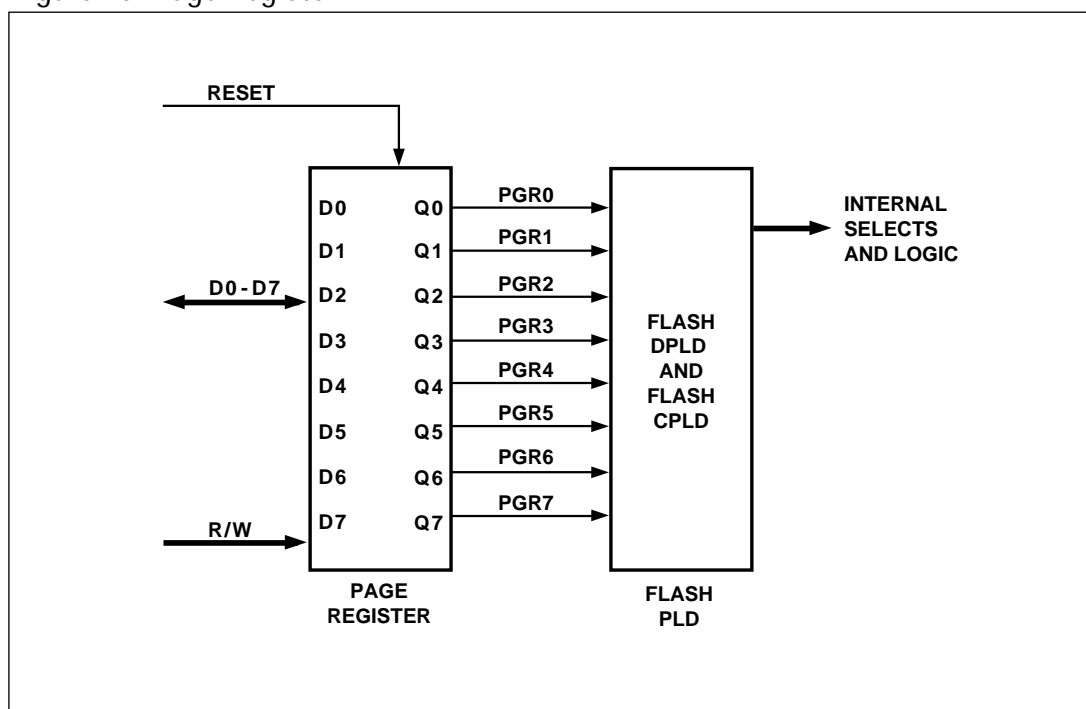 RESET
D0 Q0 PGR0
D1 Q1 PGR1
D0-D7 D2 Q2 PGR2
D3 Q3 PGR3
D4 Q4 PGR4
D5 Q5 PGR5
D6 Q6 PGR6
R/W D7 Q7 PGR7
PAGE
REGISTER
FLASH
DPLD
AND
FLASH
CPLD
FLASH
PLD
INTERNAL
SELECTS
AND LOGIC